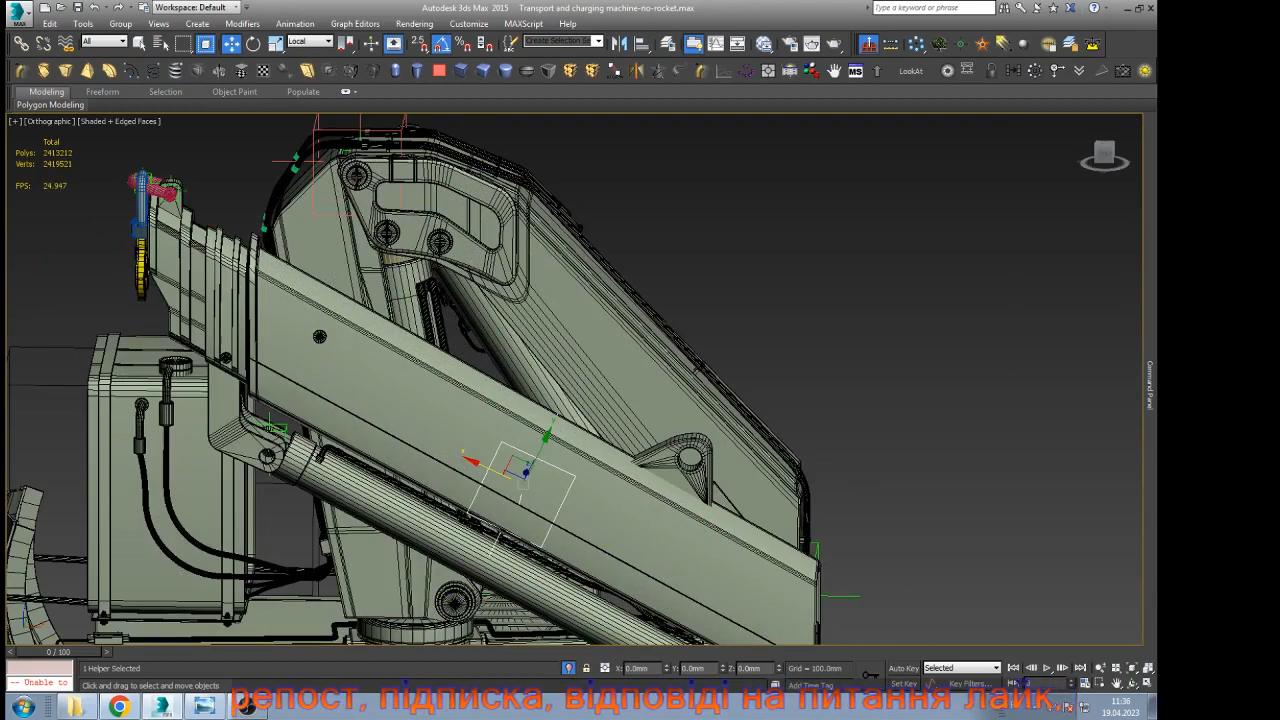 MAX
Workspace: Default
Autodesk 3ds Max 2015 Transport and charging machine-no-rocket.max
Type a keyword or phrase
Edit Tools Group Views Create Modifiers Animation Graph Editors Rendering Customize MAXScript Help
All
Local
2.5
Create Selection Se
MS
LookAt
Modeling Freeform Selection Object Paint Populate
Polygon Modeling
[+] [Orthographic] [Shaded + Edged Faces]
Total
Polys: 2413212
Verts: 2419521
FPS: 24.947
Command Panel
0 / 100
1 Helper Selected
X: 0.0mm Y: 0.0mm Z: 0.0mm Grid = 100.0mm
Auto Key Selected
-- Unable to
Click and drag to select and move objects
Add Time Tag
Set Key Key Filters...
репост, підписка, відповіді на питання лайк,
11:36
19.04.2023